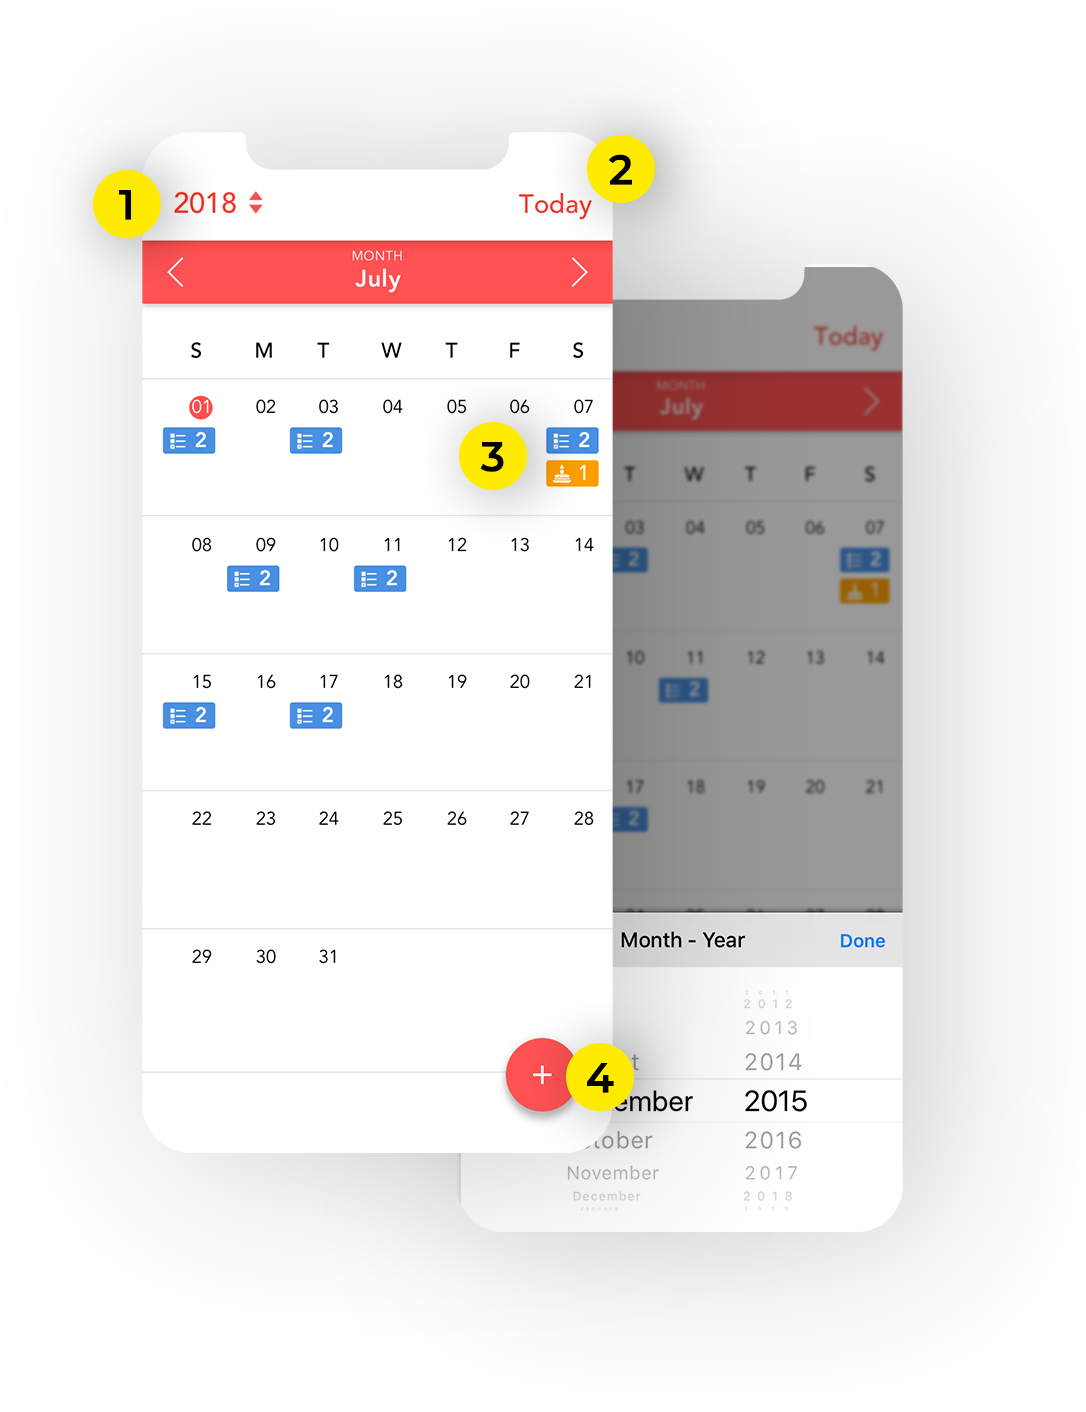 1
2018
Today
2
MONTH
July
S M T W T F S
01 02 03 04 05 06 07
2 2 2
3
1
08 09 10 11 12 13 14
2 2
15 16 17 18 19 20 21
2 2
22 23 24 25 26 27 28
29 30 31
+
4
Today
MONTH
July
T W T F S
03 04 05 06 07
2 2
1
10 11 12 13 14
2
17 18 19 20 21
2
Month - Year Done
2011
2012
2013
t 2014
ember 2015
tober 2016
November 2017
December 2018
January 2019